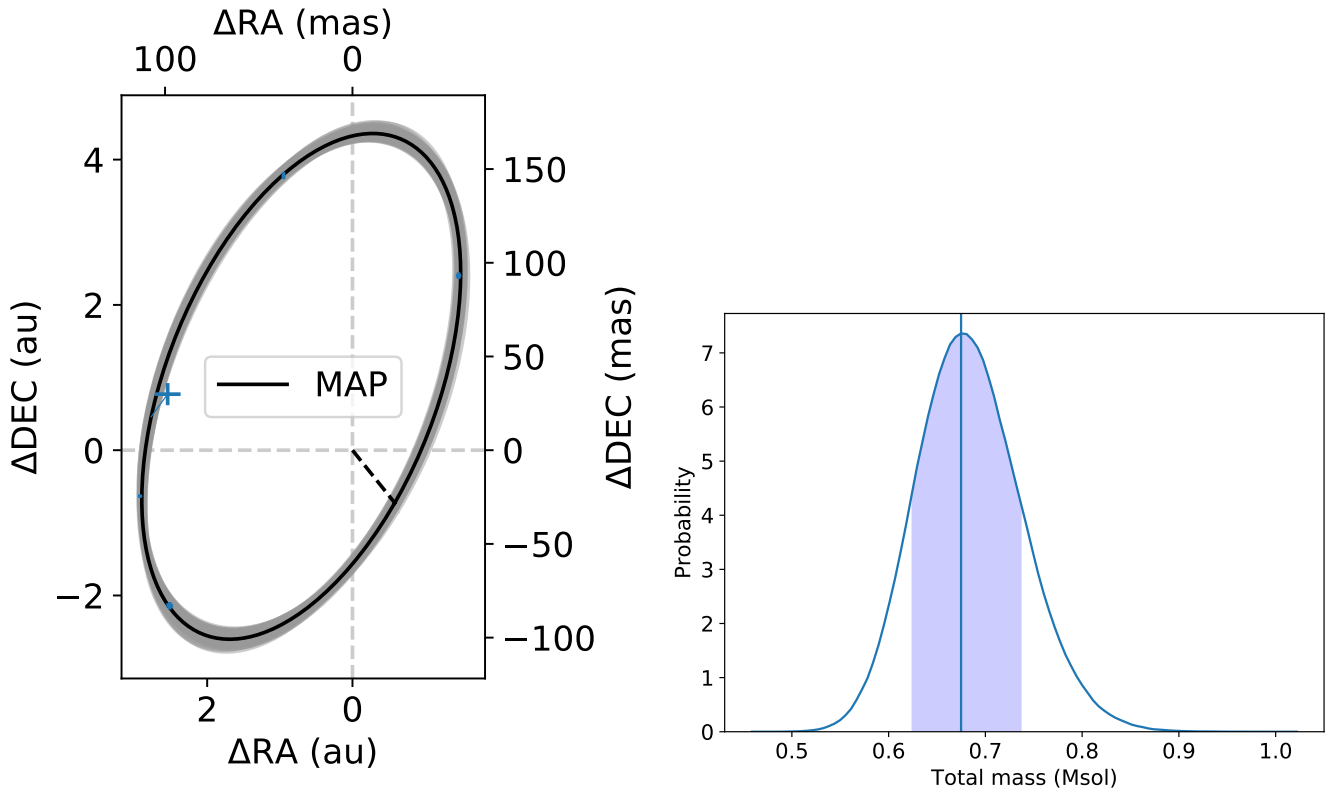 ΔRA (mas)
100 0
4
2
0
−2
ΔDEC (au)
150
100
50
0
−50
−100
ΔDEC (mas)
MAP
2 0
ΔRA (au)
7
6
5
4
3
2
1
0
Probability
0.5 0.6 0.7 0.8 0.9 1.0
Total mass (Msol)